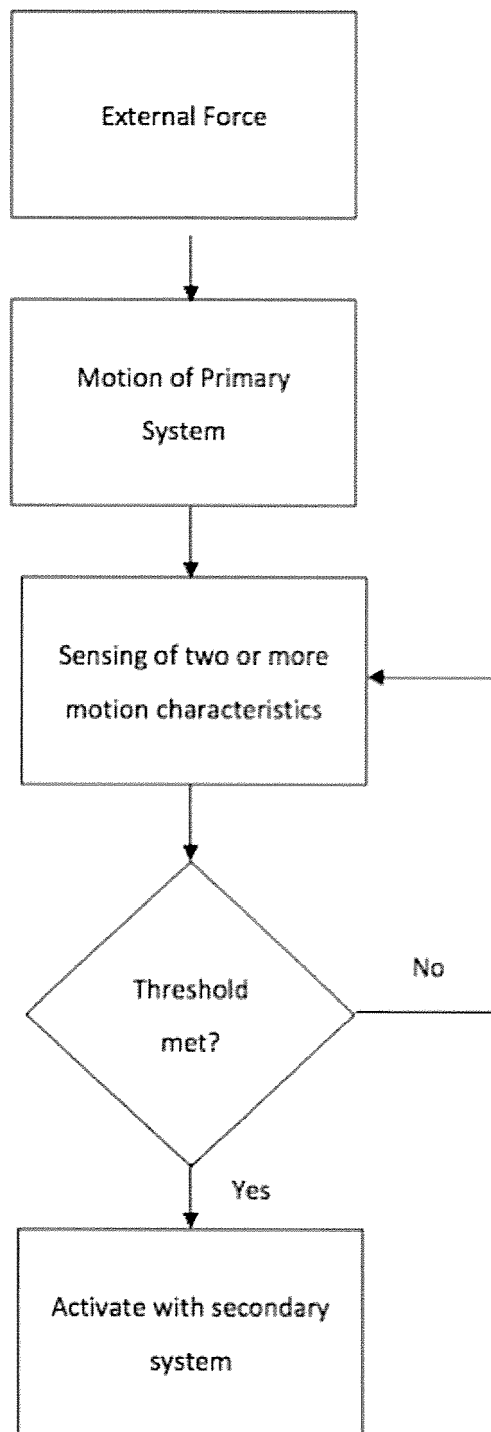 External Force
Motion of Primary
System
Sensing of two or more
motion characteristics
Threshold
met?
No
Yes
Activate with secondary
system